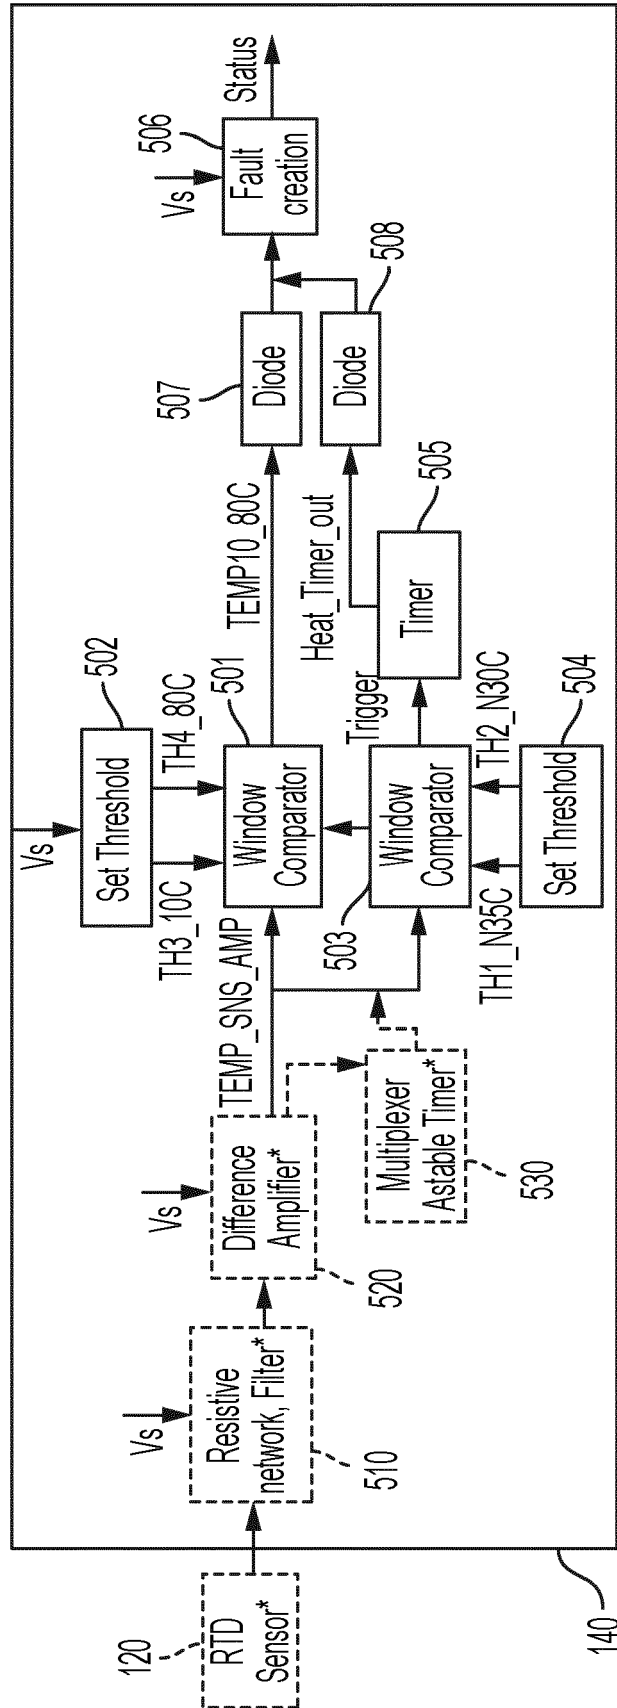 120
RTD
Sensor*
140
Vs
Resistive
network, Filter*
510
Vs
Difference
Amplifier*
520
TEMP_SNS_AMP
Multiplexer
Astable Timer*
530
Vs
Set Threshold
502
TH3_10C
TH4_80C
Window
Comparator
501
503
Window
Comparator
TH1_N35C
TH2_N30C
Set Threshold
504
Trigger
Timer
505
Heat_Timer_out
TEMP10_80C
507
Diode
Diode
508
Vs
506
Fault
creation
Status